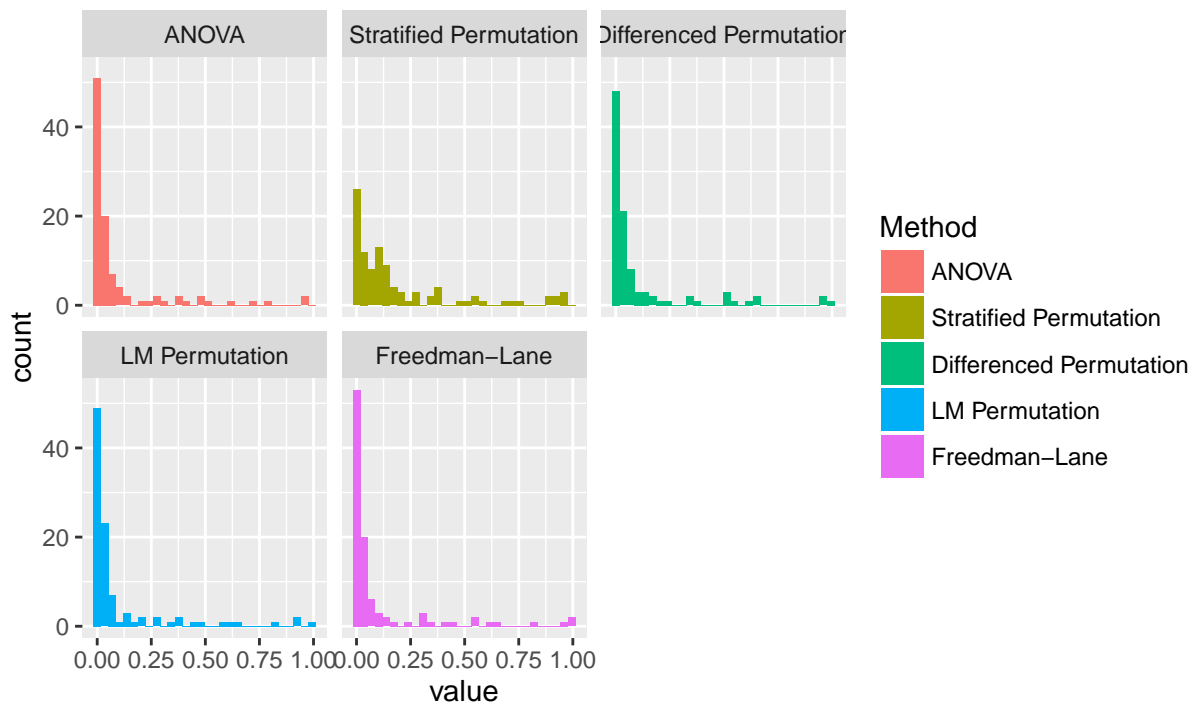 ANOVA
Stratified Permutation
Differenced Permutation
40
20
0
LM Permutation
Freedman−Lane
40
20
0
0.00 0.25 0.50 0.75 1.00
0.00 0.25 0.50 0.75 1.00
value
count
Method
ANOVA
Stratified Permutation
Differenced Permutation
LM Permutation
Freedman−Lane